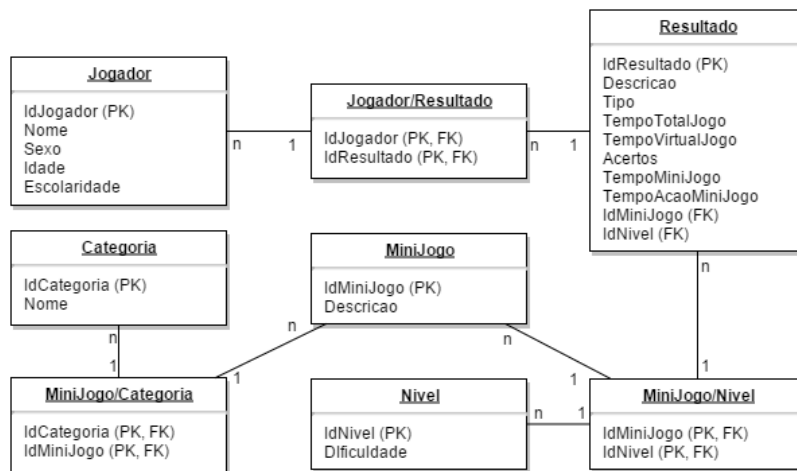 Jogador
IdJogador (PK)
Nome
Sexo
Idade
Escolaridade
n
1
Jogador/Resultado
IdJogador (PK, FK)
IdResultado (PK, FK)
n
1
Resultado
IdResultado (PK)
Descricao
Tipo
TempoTotalJogo
TempoVirtualJogo
Acertos
TempoMiniJogo
TempoAcaoMiniJogo
IdMiniJogo (FK)
IdNivel (FK)
n
1
Categoria
IdCategoria (PK)
Nome
n
1
MiniJogo
IdMiniJogo (PK)
Descricao
n
1
n
1
MiniJogo/Categoria
IdCategoria (PK, FK)
IdMiniJogo (PK, FK)
Nivel
IdNivel (PK)
DIficuldade
n
1
MiniJogo/Nivel
IdMiniJogo (PK, FK)
IdNivel (PK, FK)